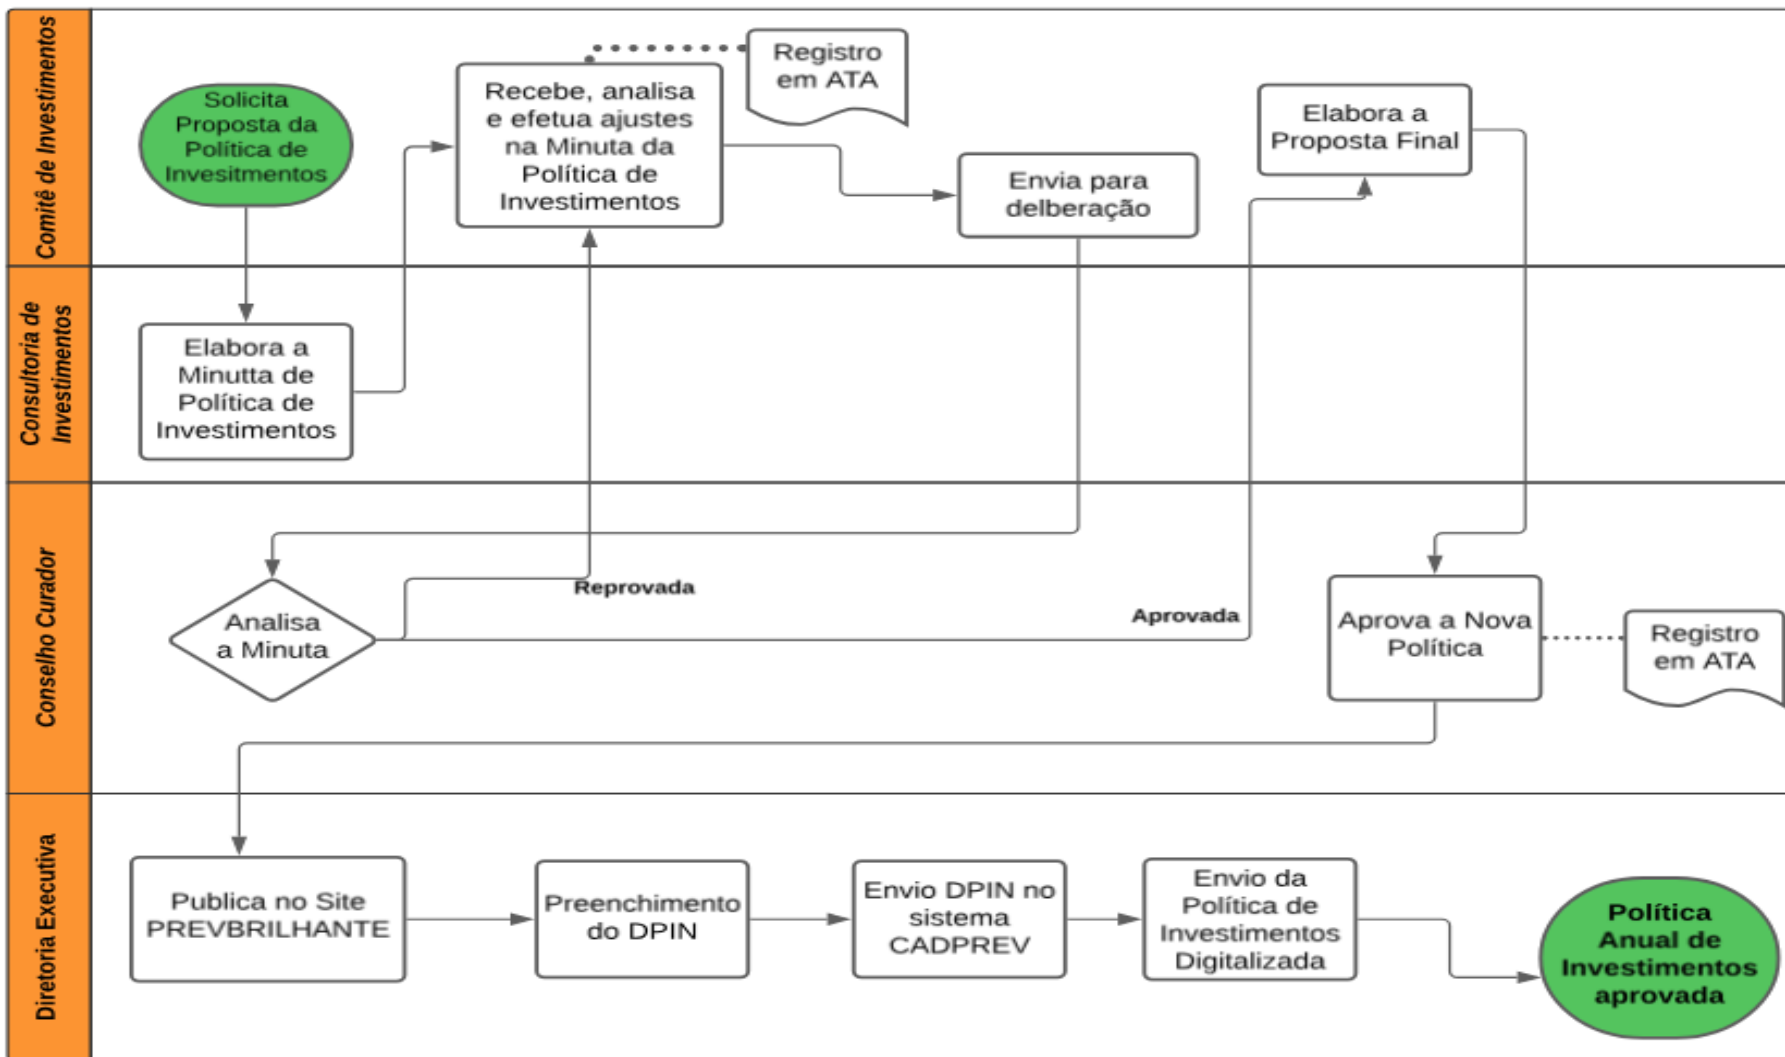 Comitê de Investimentos
Solicita
Proposta da
Política de
Invesitmentos
Recebe, analisa
e efetua ajustes
na Minuta da
Política de
Investimentos
Registro
em ATA
Envia para
delberação
Elabora a
Proposta Final
Consultoria de
Investimentos
Elabora a
Minutta de
Política de
Investimentos
Conselho Curador
Analisa
a Minuta
Reprovada
Aprovada
Aprova a Nova
Política
Registro
em ATA
Diretoria Executiva
Publica no Site
PREVBRILHANTE
Preenchimento
do DPIN
Envio DPIN no
sistema
CADPREV
Envio da
Política de
Investimentos
Digitalizada
Política
Anual de
Investimentos
aprovada